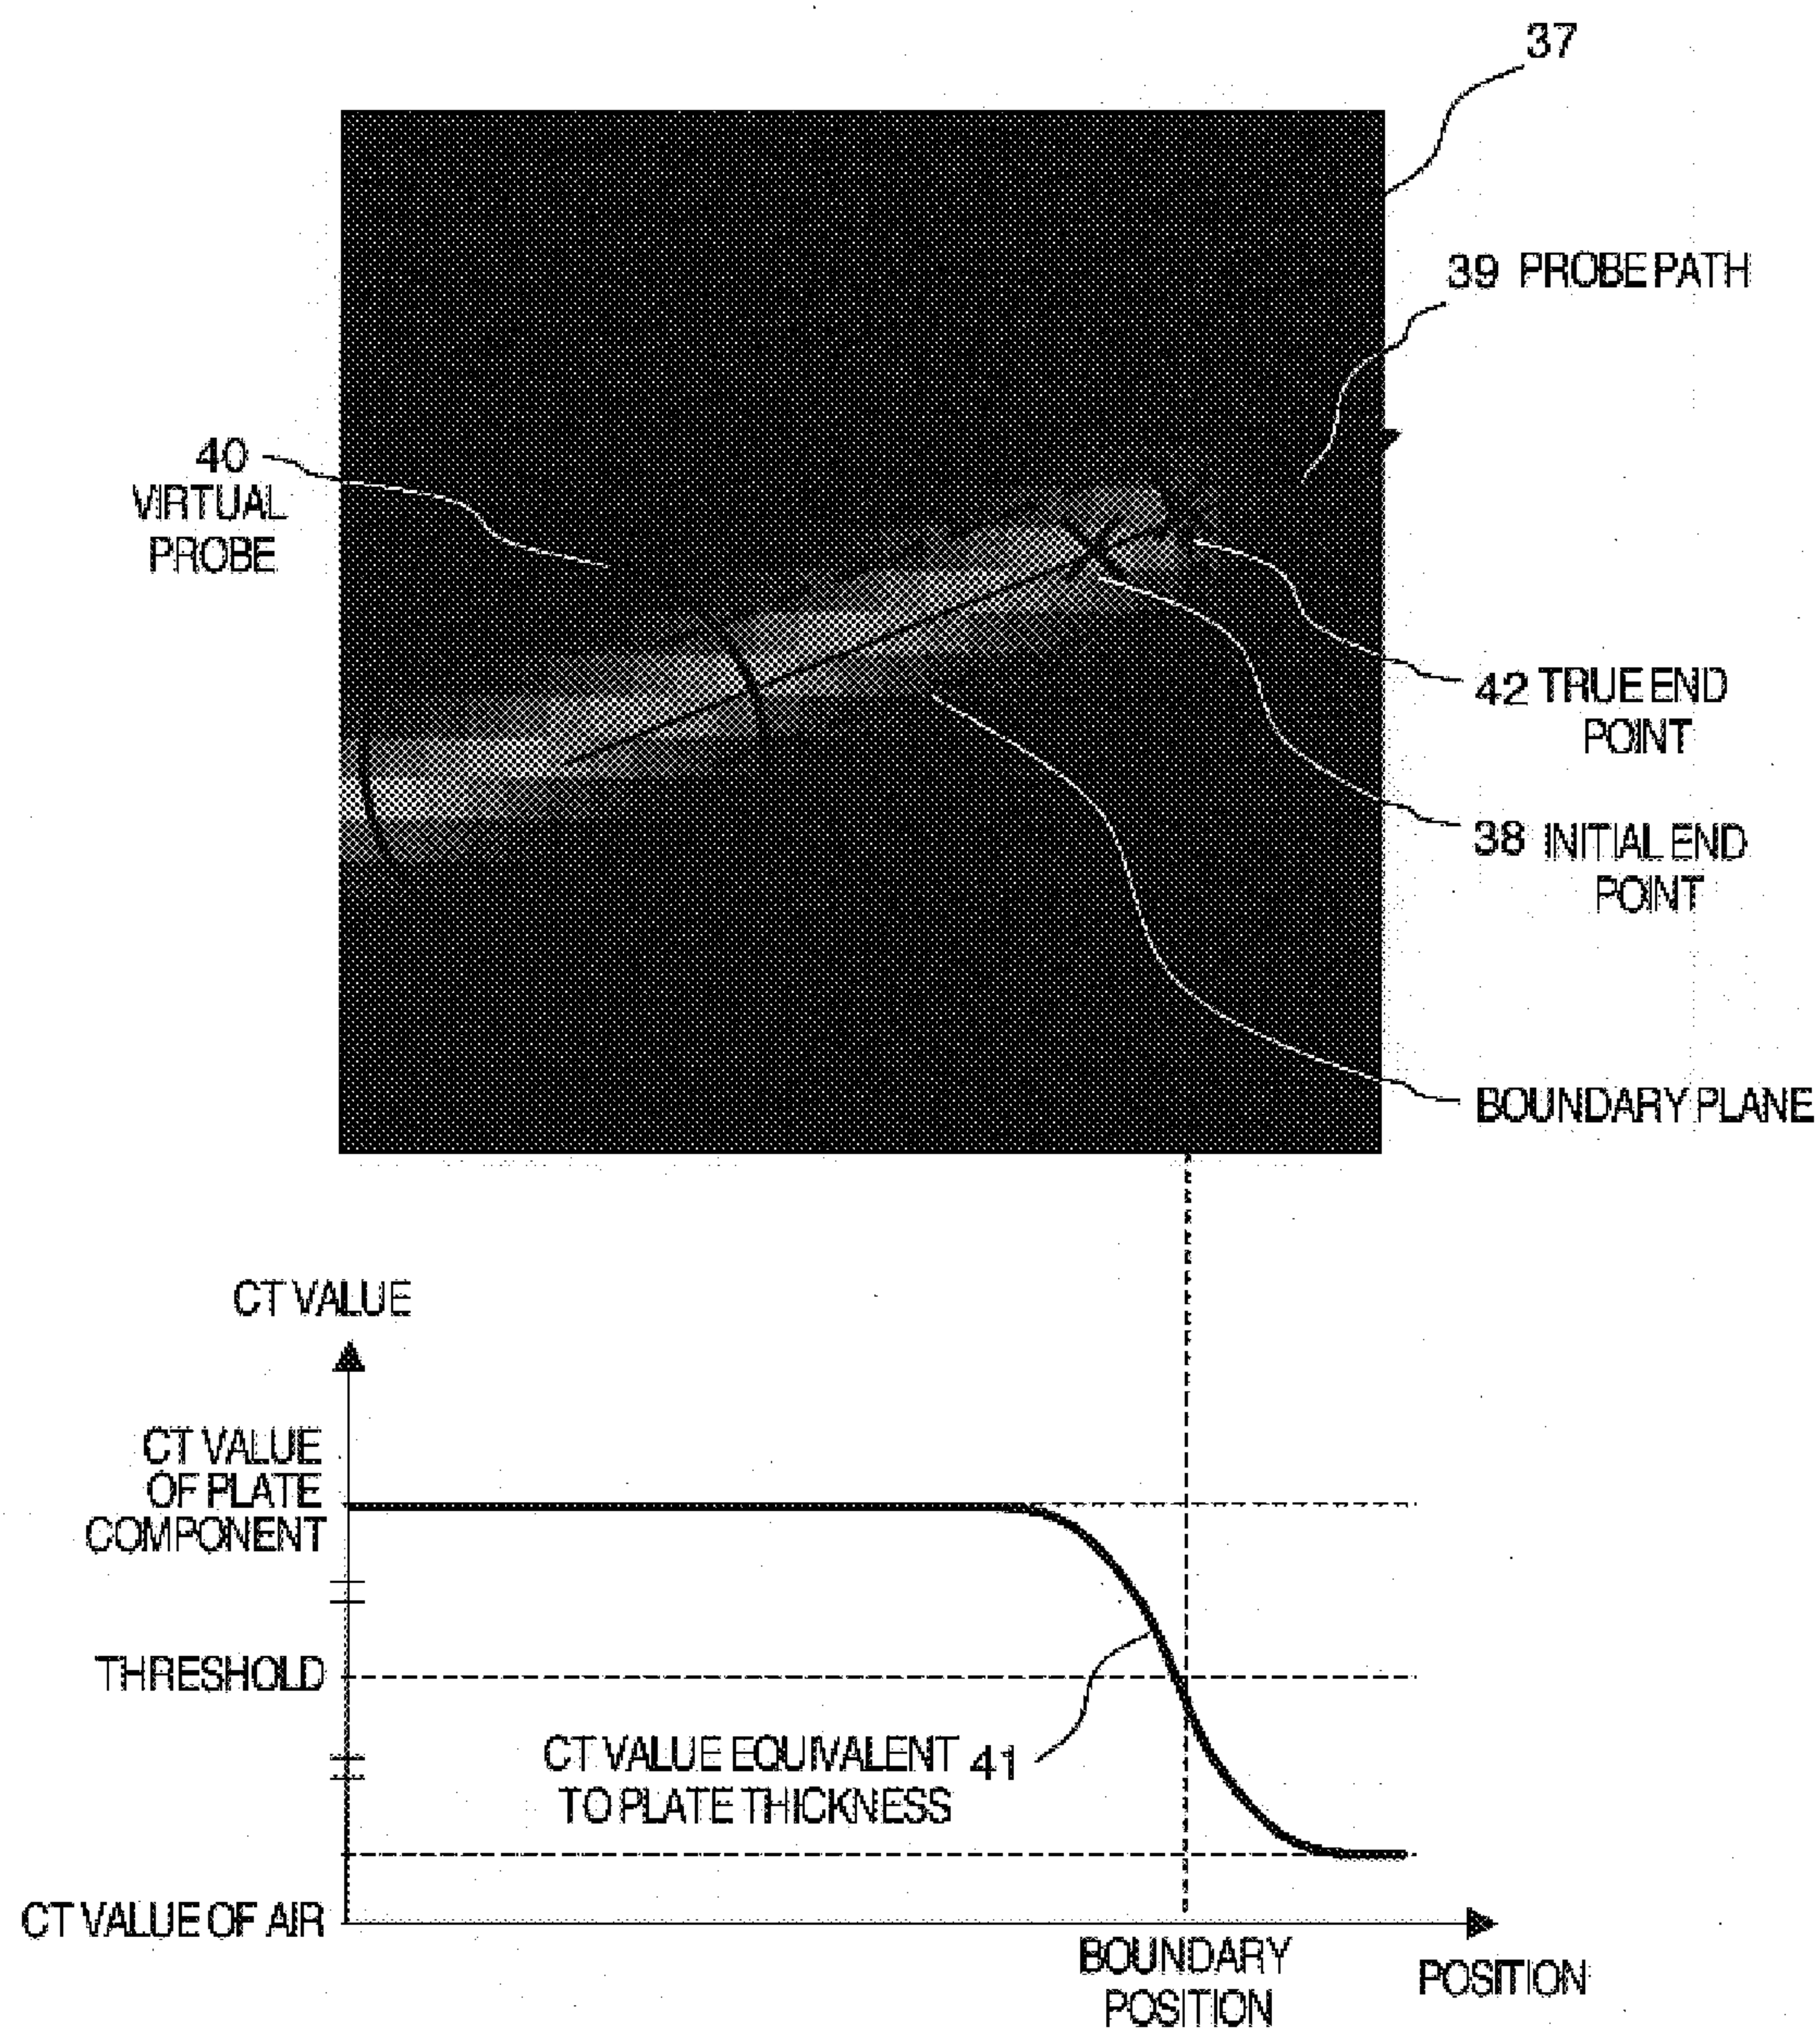 37
39 PROBE PATH
40
VIRTUAL
PROBE
42 TRUE END
POINT
38 INITIAL END
POINT
BOUNDARY PLANE
CT VALUE
CT VALUE
OF PLATE
COMPONENT
THRESHOLD
CT VALUE EQUIVALENT 41
TO PLATE THICKNESS
CT VALUE OF AIR
BOUNDARY
POSITION
POSITION